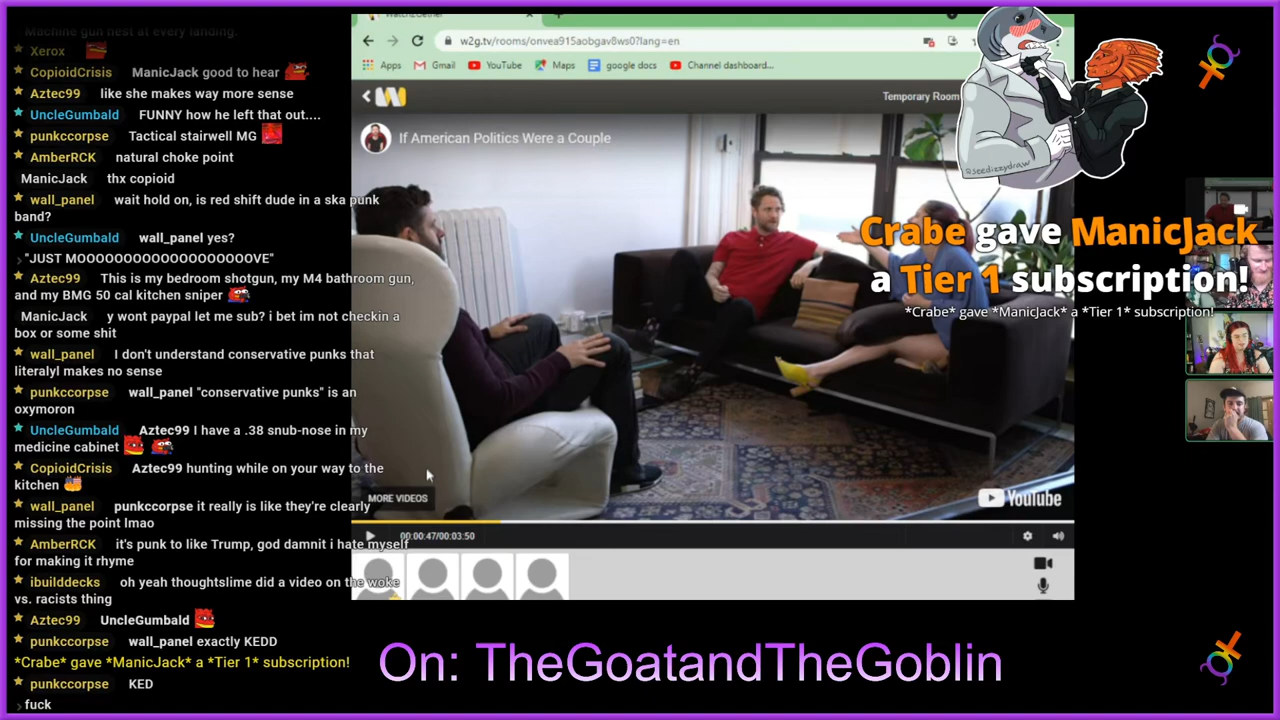 Machine gun nest at every landing.
Xerox
CopioidCrisis ManicJack good to hear
Aztec99 like she makes way more sense
UncleGumbald FUNNY how he left that out....
punkccorpse Tactical stairwell MG
AmberRCK natural choke point
ManicJack thx copioid
wall_panel wait hold on, is red shift dude in a ska punk
band?
UncleGumbald wall_panel yes?
"JUST MOOOOOOOOOOOOOOOOOOOVE"
Aztec99 This is my bedroom shotgun, my M4 bathroom gun,
and my BMG 50 cal kitchen sniper
ManicJack y wont paypal let me sub? i bet im not checkin a
box or some shit
wall_panel I don't understand conservative punks that
literalyl makes no sense
punkccorpse wall_panel "conservative punks" is an
oxymoron
UncleGumbald Aztec99 I have a .38 snub-nose in my
medicine cabinet
CopioidCrisis Aztec99 hunting while on your way to the
kitchen
wall_panel punkccorpse it really is like they're clearly
missing the point lmao
AmberRCK it's punk to like Trump, god damnit i hate myself
for making it rhyme
ibuilddecks oh yeah thoughtslime did a video on the woke
vs. racists thing
Aztec99 UncleGumbald
punkccorpse wall_panel exactly KEDD
*Crabe* gave *ManicJack* a *Tier 1* subscription!
punkccorpse KED
fuck
w2g.tv/rooms/onvea915aobgav8ws0?lang=en
Apps Gmail YouTube Maps google docs Channel dashboard...
Temporary Room
If American Politics Were a Couple
MORE VIDEOS
YouTube
00:00:47/00:03:50
@seedizzydraw
Crabe gave ManicJack
a Tier 1 subscription!
*Crabe* gave *ManicJack* a *Tier 1* subscription!
On: TheGoatandTheGoblin